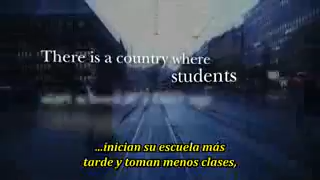 There is a country where
students
...inician su escuela más
tarde y toman menos clases,